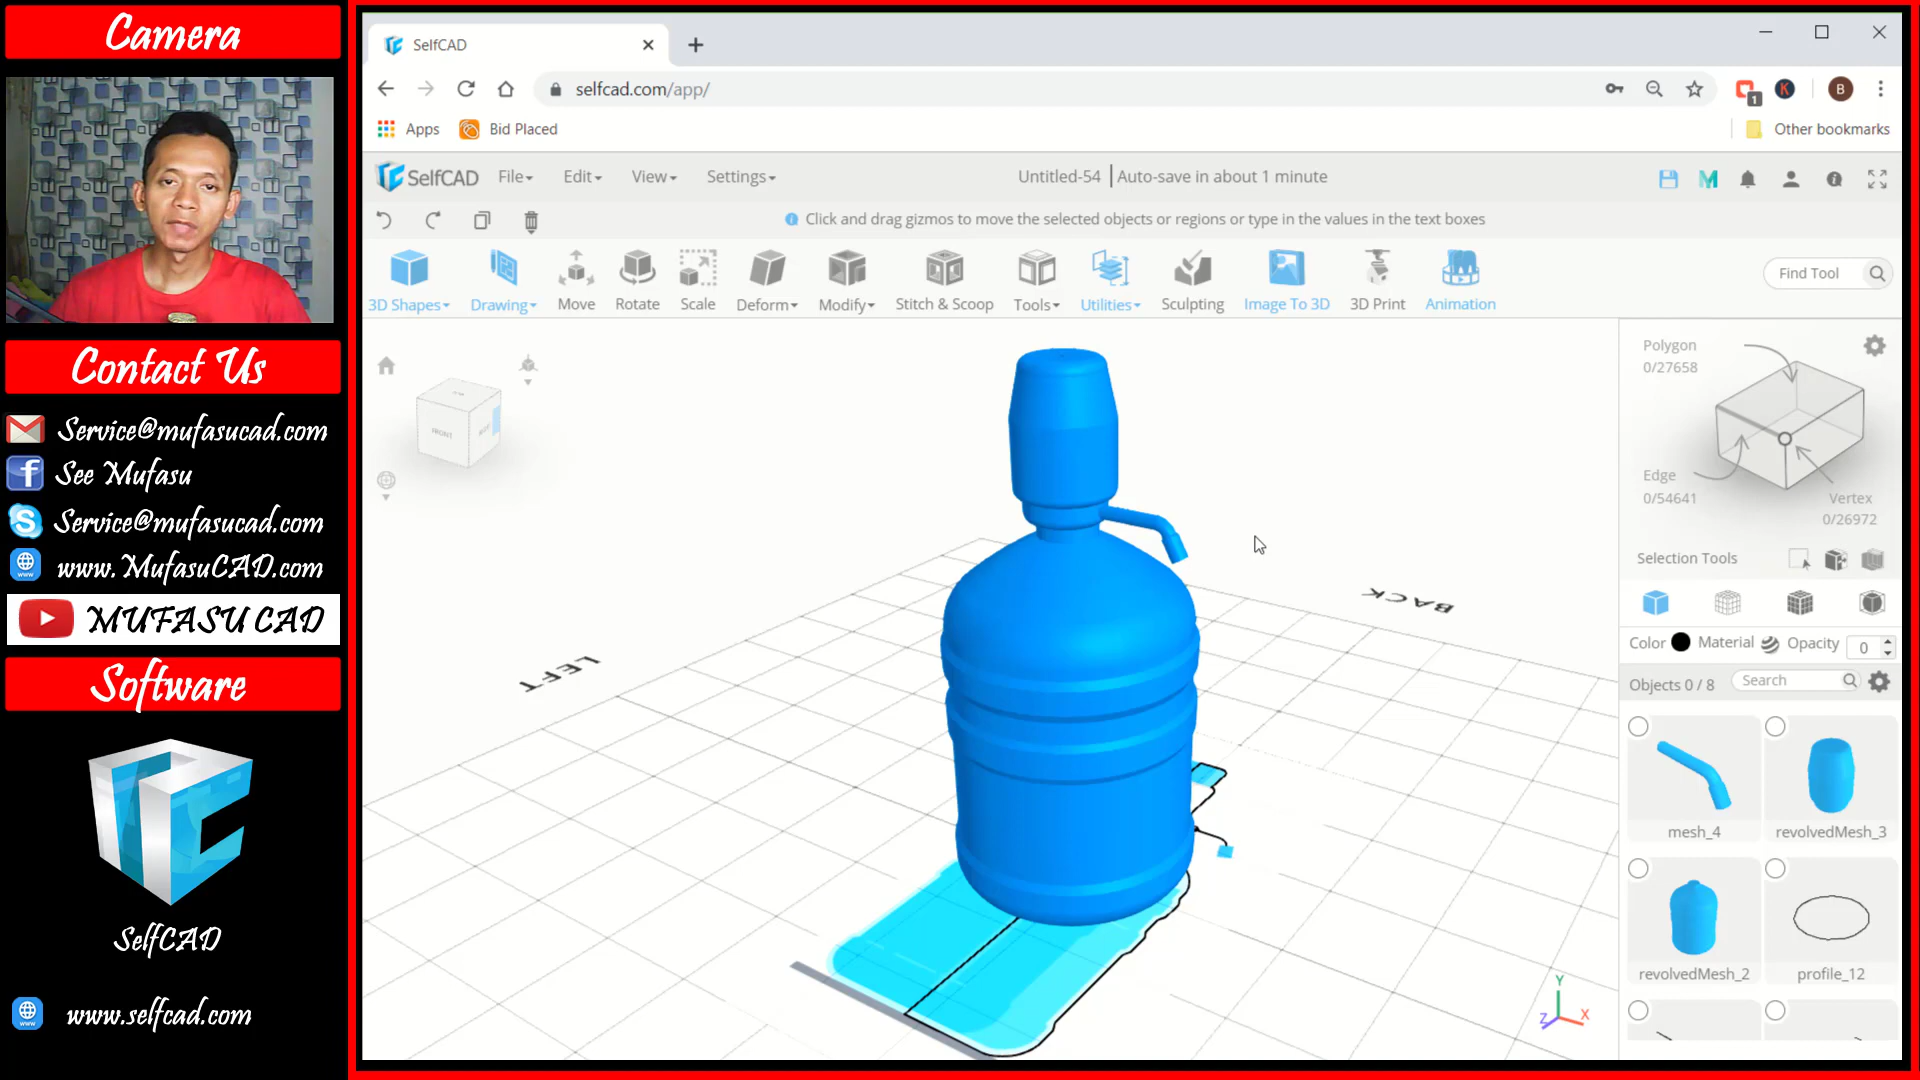 Camera
Contact Us
Service@mufasucad.com
See Mufasu
Service@mufasucad.com
www.MufasuCAD.com
MUFASU CAD
Software
SelfCAD
www.selfcad.com
SelfCAD
selfcad.com/app/
1
K
B
Apps
Bid Placed
Other bookmarks
SelfCAD
File
Edit
View
Settings
Untitled-54
Auto-save in about 1 minute
Click and drag gizmos to move the selected objects or regions or type in the values in the text boxes
3D Shapes
Drawing
Move
Rotate
Scale
Deform
Modify
Stitch & Scoop
Tools
Utilities
Sculpting
Image To 3D
3D Print
Animation
Find Tool
FRONT
LEFT
BACK
Y
Z
X
Polygon
0/27658
Edge
0/54641
Vertex
0/26972
Selection Tools
Color
Material
Opacity
0
Objects 0 / 8
Search
mesh_4
revolvedMesh_3
revolvedMesh_2
profile_12